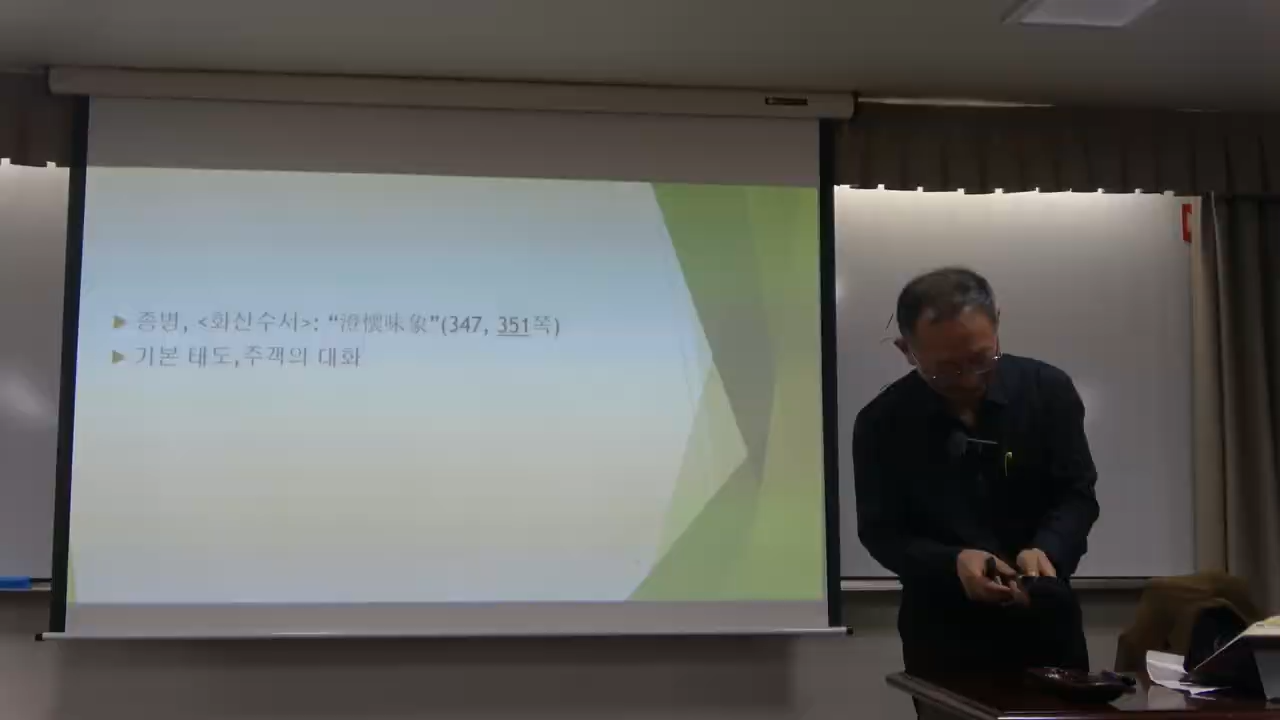 종병, <화산수서>: “澄懷味象”(347, 351쪽)
기본 태도,주객의 대화